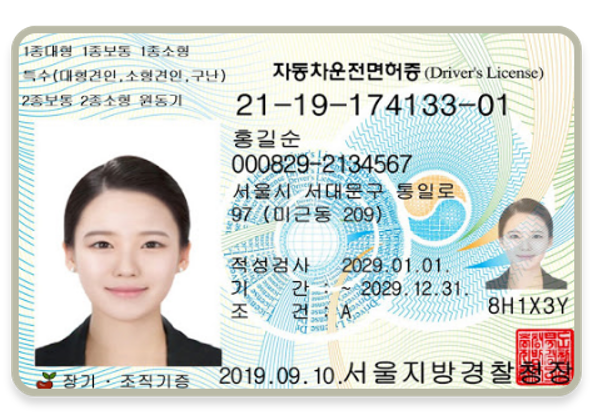 1종대형 1종보통 1종소형
특수(대형견인,소형견인,구난)
2종보통 2종소형 원동기
자동차운전면허증 (Driver's License)
21-19-174133-01
홍길순
000829-2134567
서울시 서대문구 통일로
97 (미근동 209)
적성검사 2029.01.01.
기 간 : ~ 2029.12.31.
조 건 : A
8H1X3Y
장기·조직기증
2019.09.10. 서울지방경찰청장